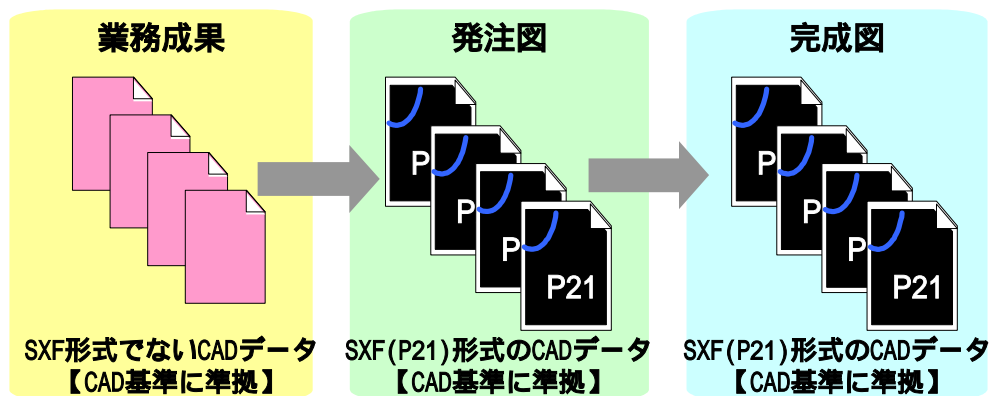 業務成果
SXF形式でないCADデータ
【CAD基準に準拠】
発注図
P
P
P
P21
SXF(P21)形式のCADデータ
【CAD基準に準拠】
完成図
P
P
P
P21
SXF(P21)形式のCADデータ
【CAD基準に準拠】